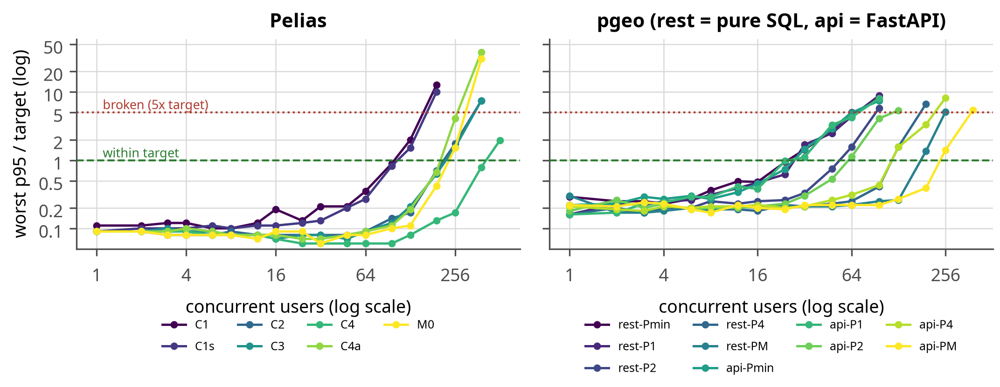 Pelias
pgeo (rest = pure SQL, api = FastAPI)
worst p95 / target (log)
50
20
10
5
2
1
0.5
0.2
0.1
broken (5x target)
within target
1 4 16 64 256
1 4 16 64 256
concurrent users (log scale)
concurrent users (log scale)
C1 C2 C4 M0
C1s C3 C4a
rest-Pmin rest-P4 api-P1 api-P4
rest-P1 rest-PM api-P2 api-PM
rest-P2 api-Pmin